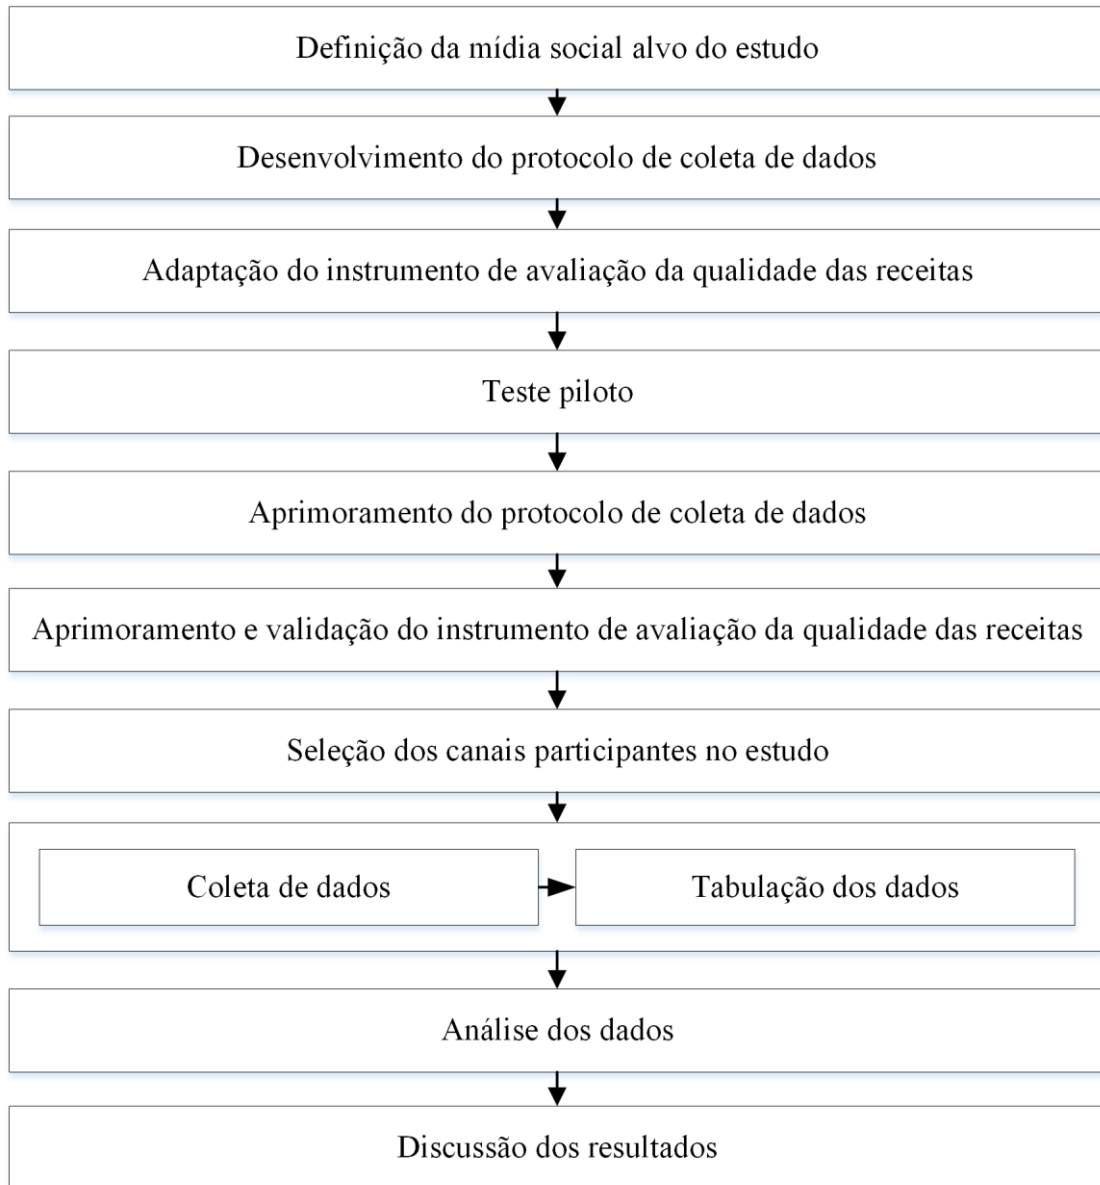 Definição da mídia social alvo do estudo
Desenvolvimento do protocolo de coleta de dados
Adaptação do instrumento de avaliação da qualidade das receitas
Teste piloto
Aprimoramento do protocolo de coleta de dados
Aprimoramento e validação do instrumento de avaliação da qualidade das receitas
Seleção dos canais participantes no estudo
Coleta de dados
Tabulação dos dados
Análise dos dados
Discussão dos resultados